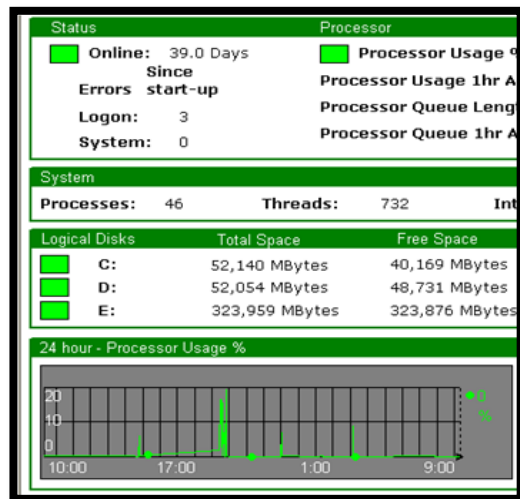 Status Processor
Online: 39.0 Days Processor Usage %
Since
Errors start-up Processor Usage 1hr A
Logon: 3 Processor Queue Leng
System: 0 Processor Queue 1hr A
System
Processes: 46 Threads: 732 Int
Logical Disks Total Space Free Space
C: 52,140 MBytes 40,169 MBytes
D: 52,054 MBytes 48,731 MBytes
E: 323,959 MBytes 323,876 MBytes
24 hour - Processor Usage %
20
10
0
0
%
10:00 17:00 1:00 9:00